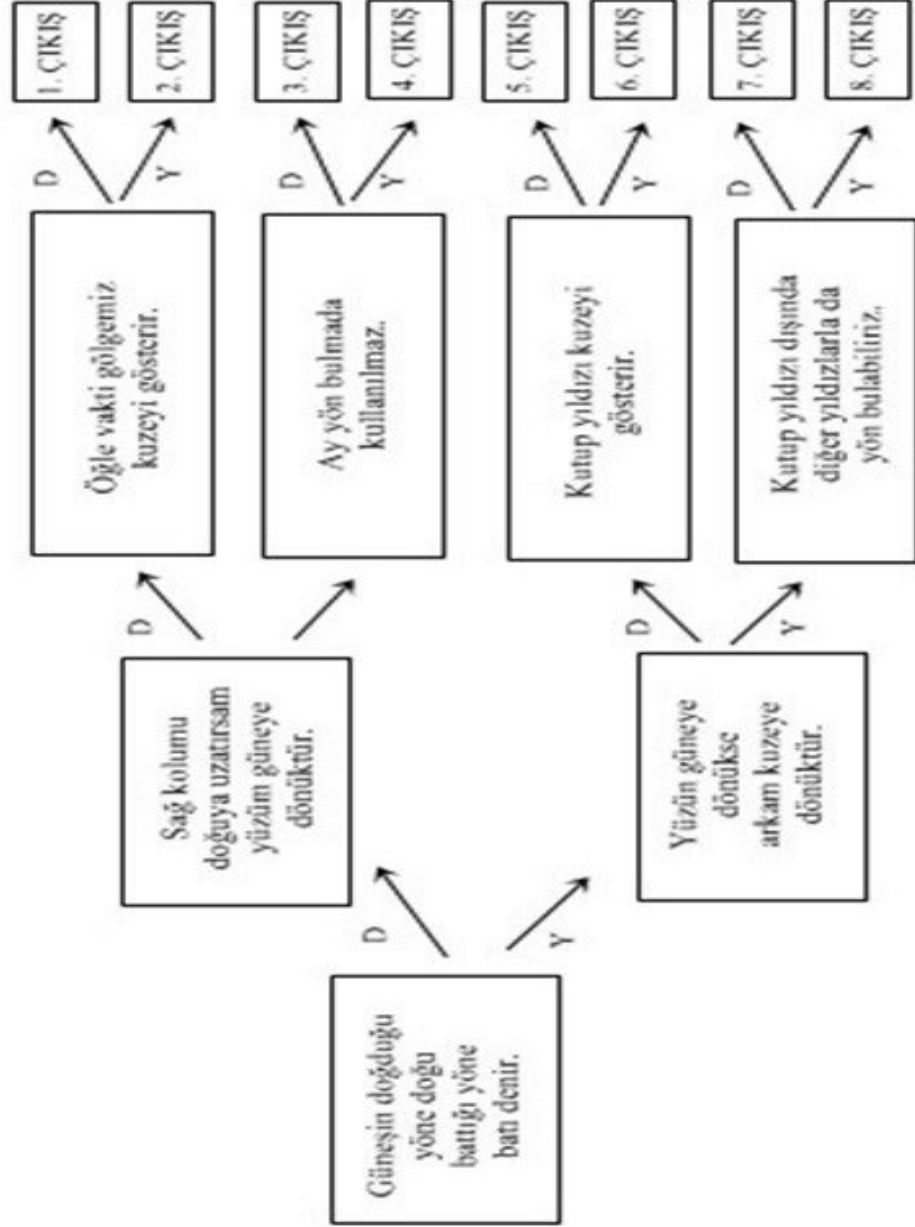 Güneşin doğduğu
yöne doğu
battığı yöne
batı denir.
D
Y
Sağ kolumu
doğuya uzatırsam
yüzüm güneye
dönüktür.
D
Yüzün güneye
dönükse
arkam kuzeye
dönüktür.
D
Y
Öğle vakti gölgemiz
kuzeyi gösterir.
D
Y
Ay yön bulmada
kullanılmaz.
D
Y
Kutup yıldızı kuzeyi
gösterir.
D
Y
Kutup yıldızı dışında
diğer yıldızlarla da
yön bulabiliriz.
D
Y
1. ÇIKIŞ
2. ÇIKIŞ
3. ÇIKIŞ
4. ÇIKIŞ
5. ÇIKIŞ
6. ÇIKIŞ
7. ÇIKIŞ
8. ÇIKIŞ